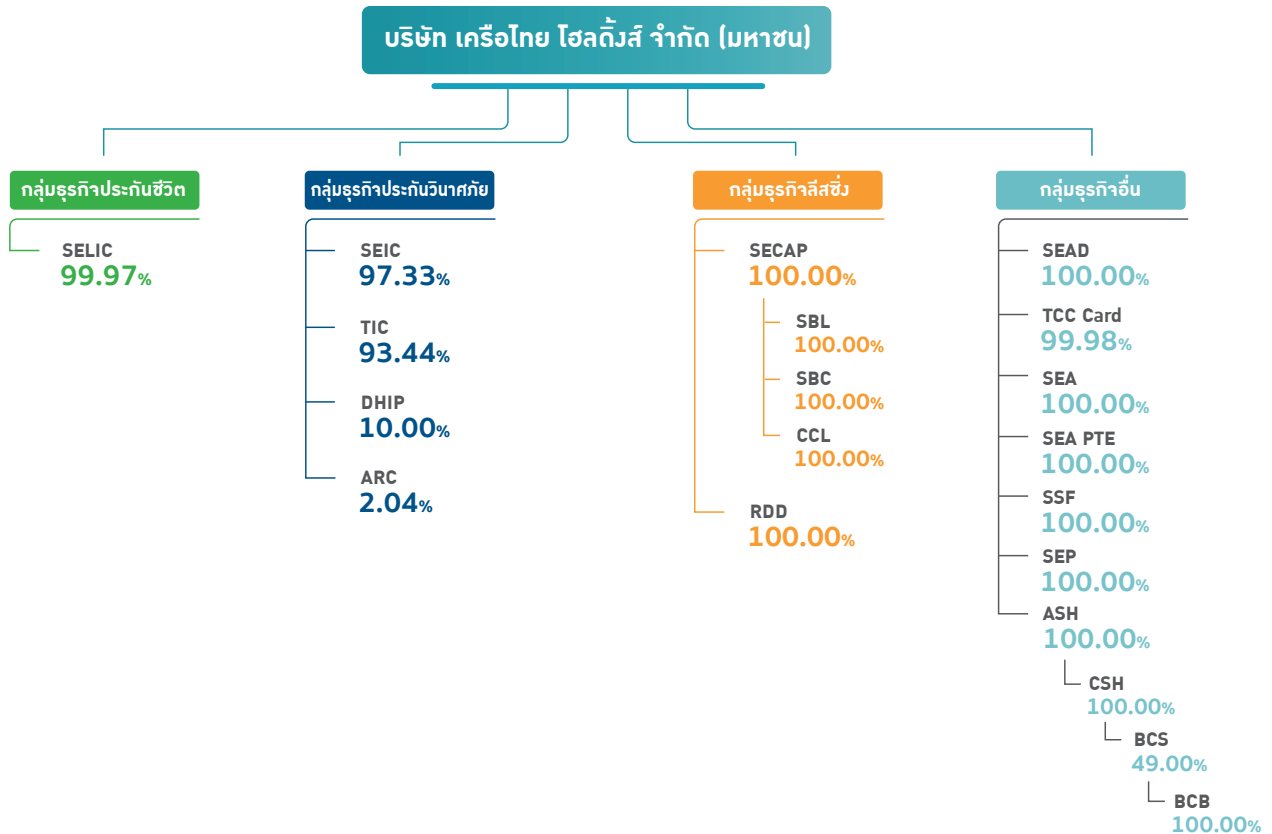 บริษัท เครือไทย โฮลดิ้งส์ จำกัด (มหาชน)
กลุ่มธุรกิจประกันชีวิต
SELIC
99.97%
กลุ่มธุรกิจประกันวินาศภัย
SEIC
97.33%
TIC
93.44%
DHIP
10.00%
ARC
2.04%
กลุ่มธุรกิจลีสซิ่ง
SECAP
100.00%
SBL
100.00%
SBC
100.00%
CCL
100.00%
RDD
100.00%
กลุ่มธุรกิจอื่น
SEAD
100.00%
TCC Card
99.98%
SEA
100.00%
SEA PTE
100.00%
SSF
100.00%
SEP
100.00%
ASH
100.00%
CSH
100.00%
BCS
49.00%
BCB
100.00%